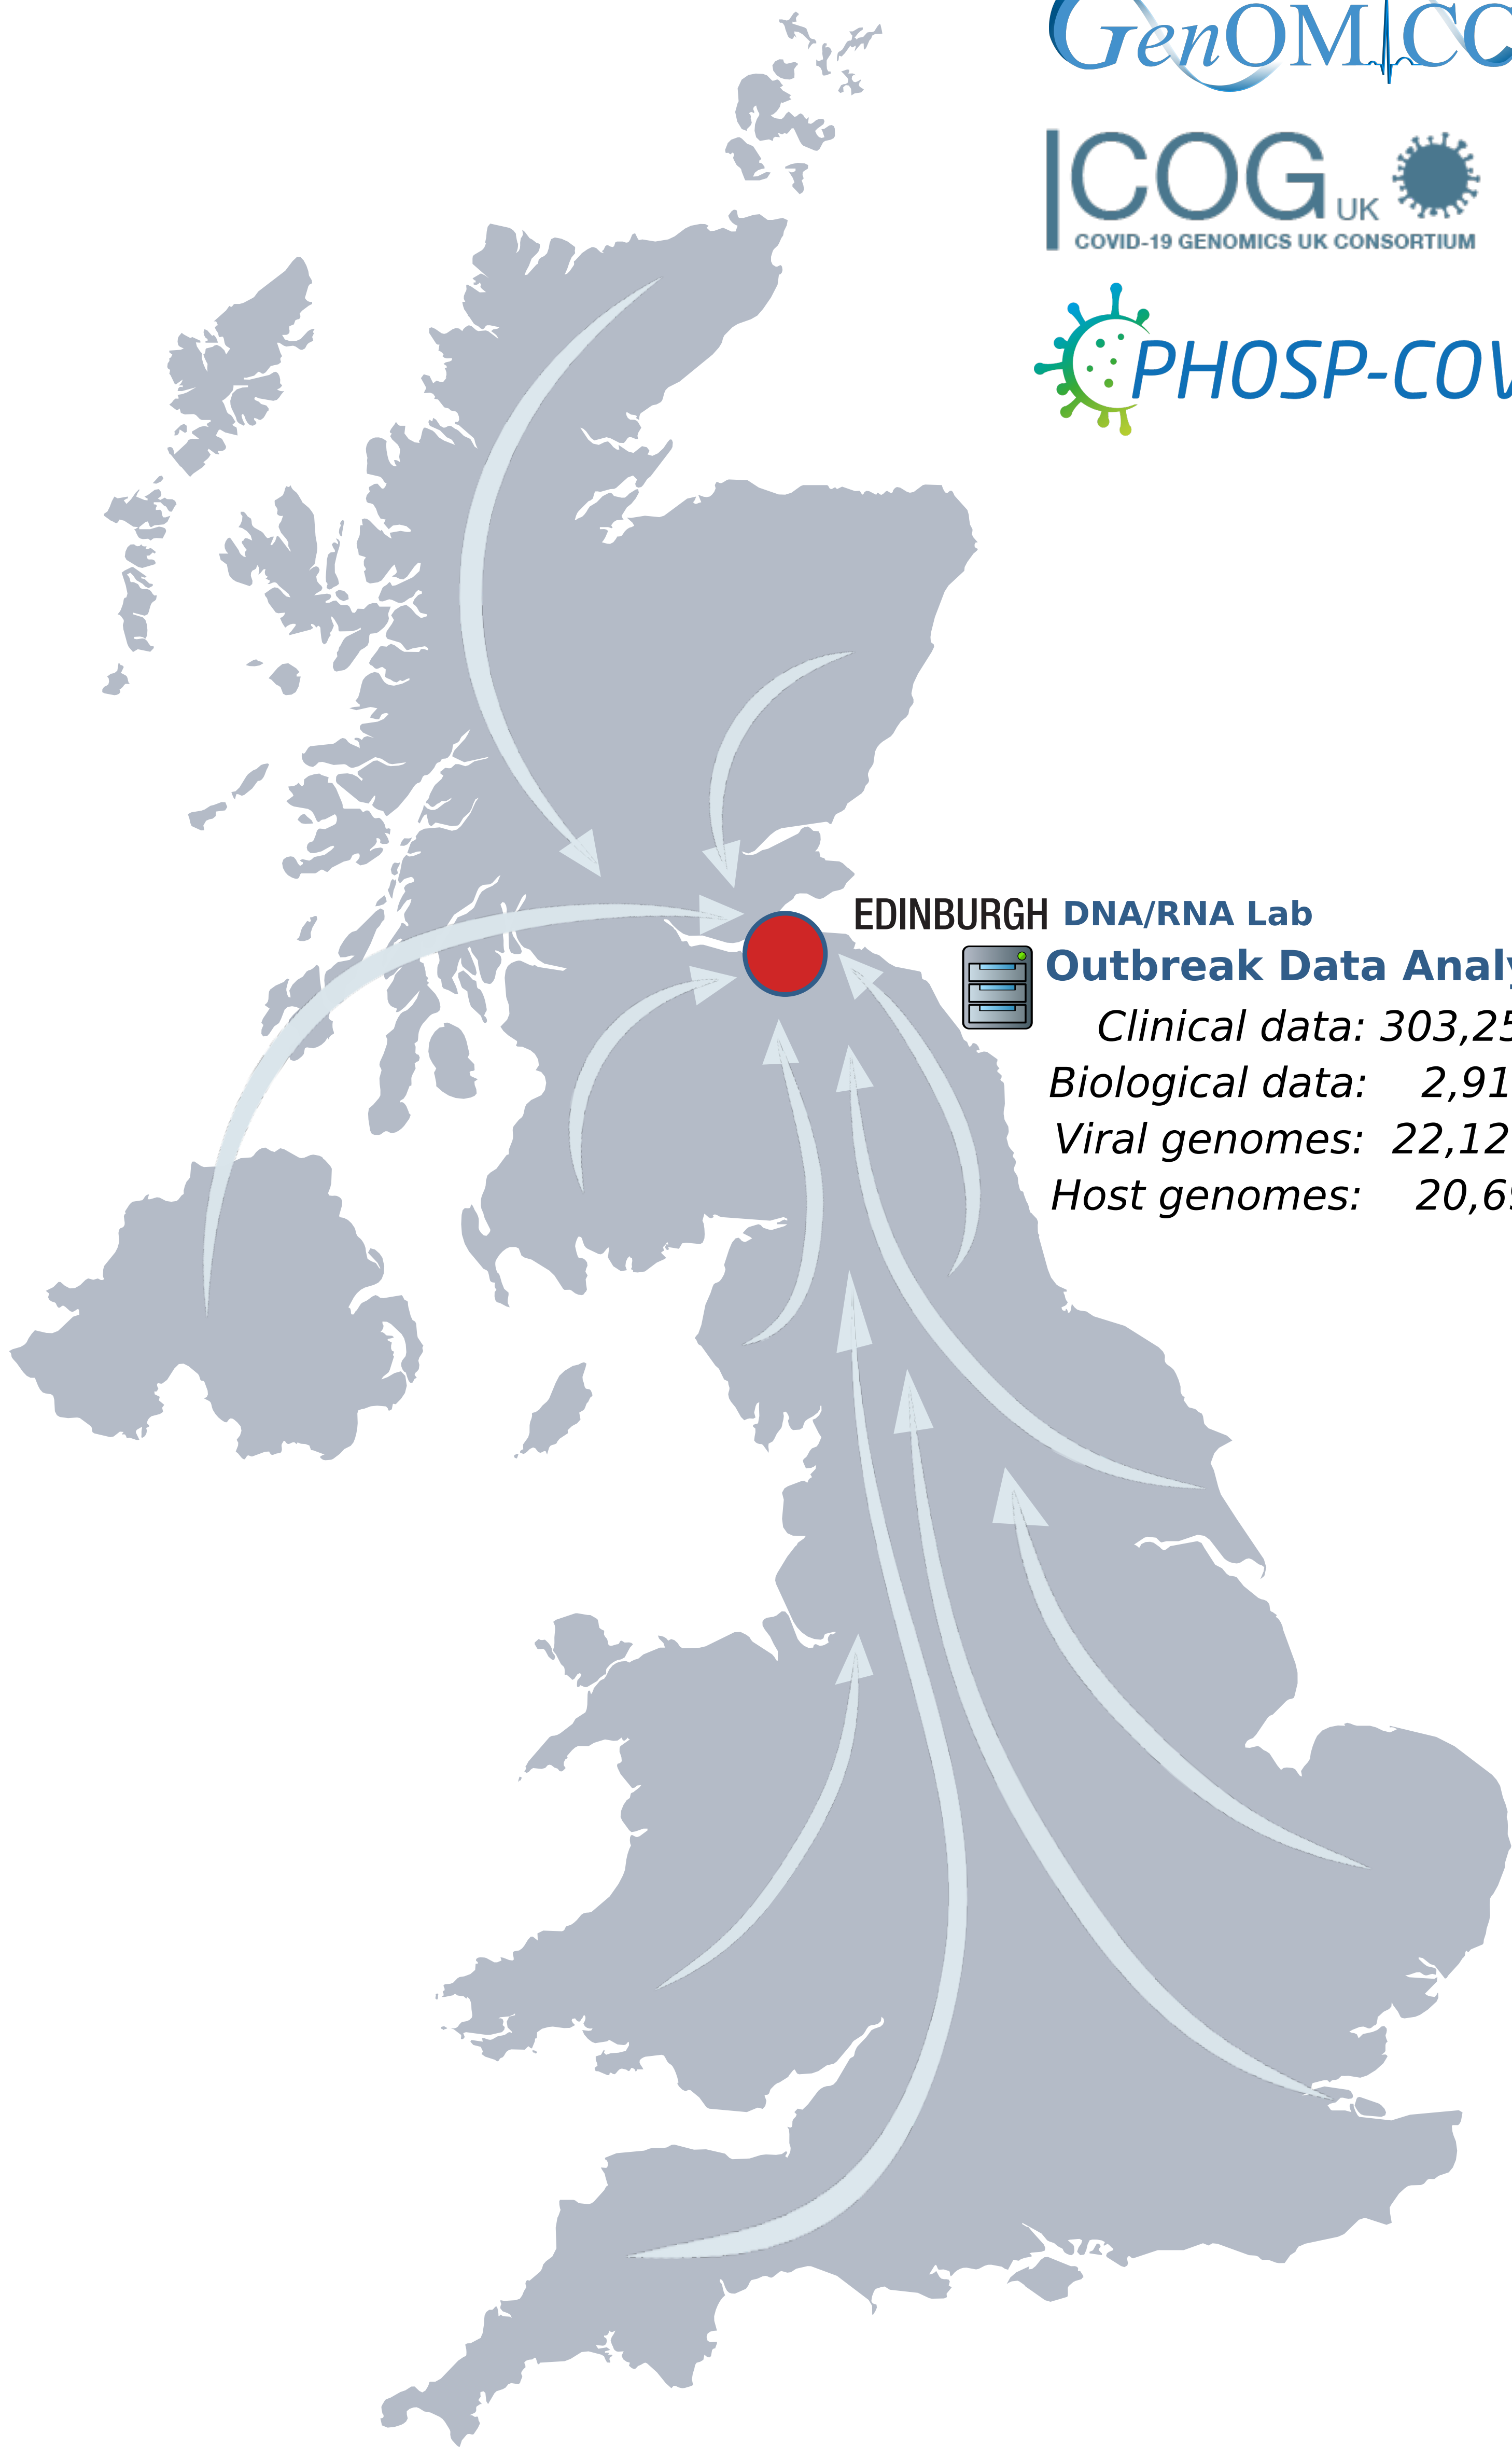 GenOMICC
COG UK
COVID-19 GENOMICS UK CONSORTIUM
PHOSP-COV
EDINBURGH DNA/RNA Lab
Outbreak Data Analy
Clinical data: 303,25
Biological data: 2,91
Viral genomes: 22,12
Host genomes: 20,69